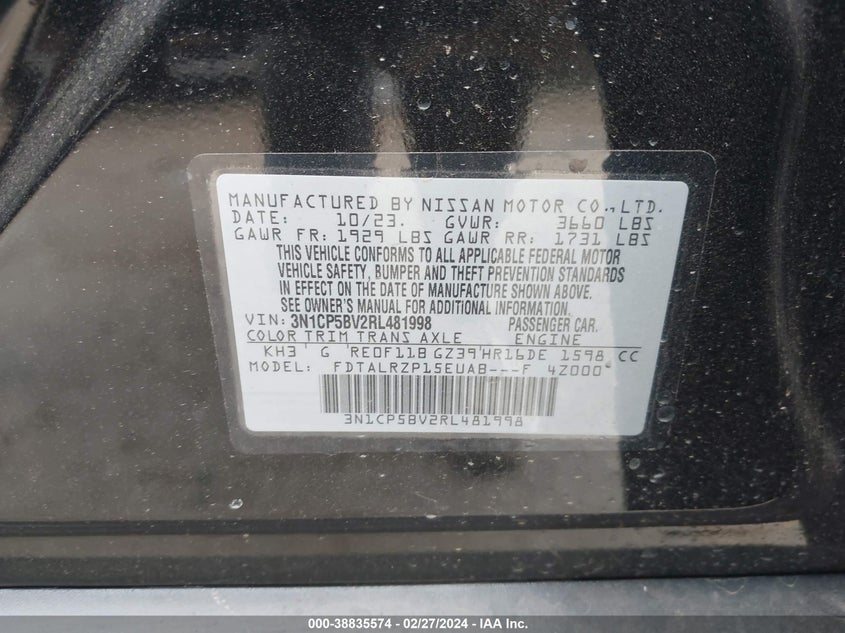 MANUFACTURED BY NISSAN MOTOR CO., LTD.
DATE: 10/23. GVWR: 3660 LBS
GAWR FR: 1929 LBS GAWR RR: 1731 LBS
THIS VEHICLE CONFORMS TO ALL APPLICABLE FEDERAL MOTOR
VEHICLE SAFETY, BUMPER AND THEFT PREVENTION STANDARDS
IN EFFECT ON THE DATE OF MANUFACTURE SHOWN ABOVE.
SEE OWNER'S MANUAL FOR ADDITIONAL INFORMATION
VIN: 3N1CP5BV2RL481998 PASSENGER CAR.
COLOR TRIM TRANS AXLE ENGINE
KH3 G RE0F11B GZ39 HR16DE 1598 CC
MODEL: FDTALRZP15EUAB---F 4Z000
3N1CP5BV2RL481998
000-38835574 - 02/27/2024 - IAA Inc.